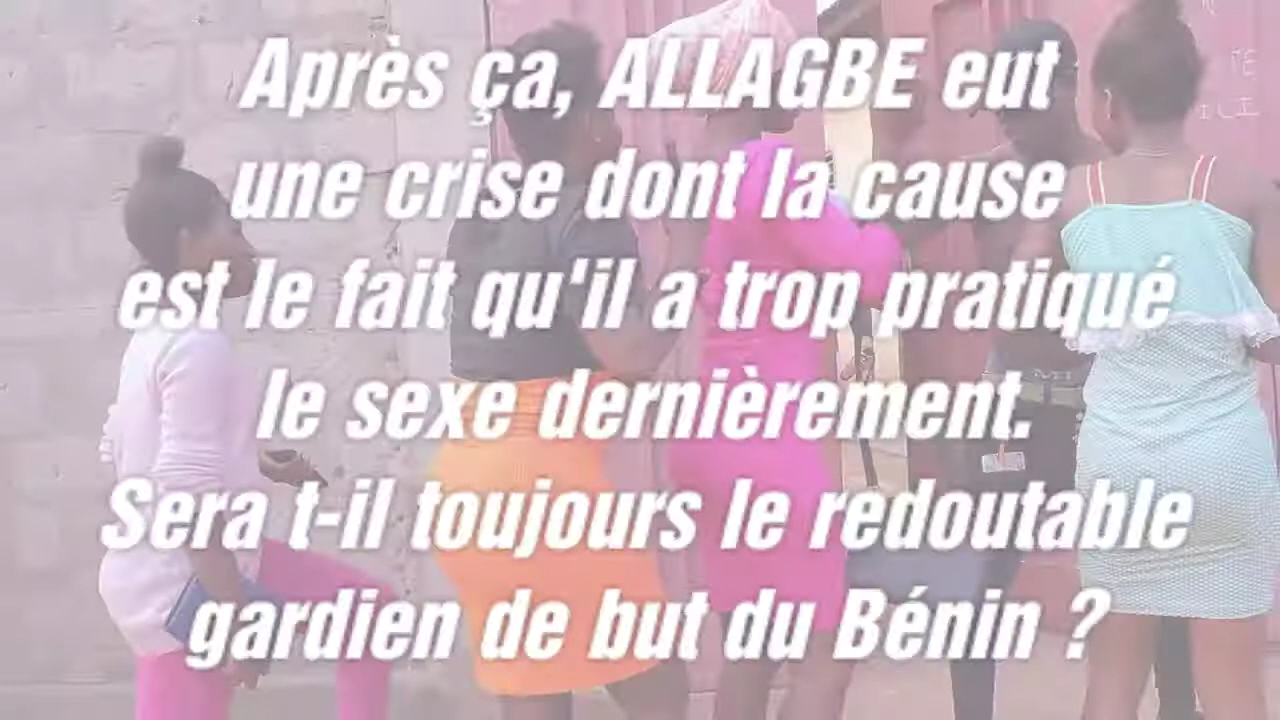 Après ça, ALLAGBE eut
une crise dont la cause
est le fait qu'il a trop pratiqué
le sexe dernièrement.
Sera t-il toujours le redoutable
gardien de but du Bénin ?